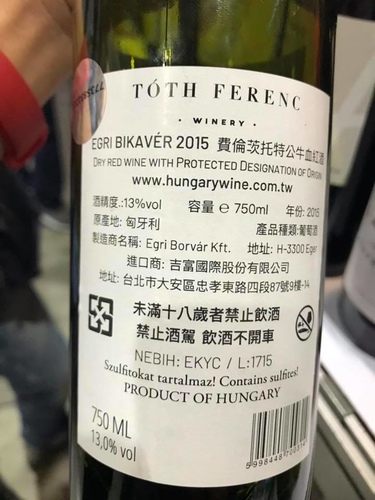 TÓTH FERENC
· WINERY ·
EGRI BIKAVÉR 2015 費倫茨托特公牛血紅酒
DRY RED WINE WITH PROTECTED DESIGNATION OF ORIGIN
www.hungarywine.com.tw
酒精度.:13%vol 容量 ℮ 750ml 年份: 2015
原產地: 匈牙利 產品種類:葡萄酒
製造商名稱: Egri Borvár Kft. 地址: H-3300 Eger
進口商: 吉富國際股份有限公司
地址: 台北市大安區忠孝東路四段87號9樓-14
未滿十八歲者禁止飲酒
禁止酒駕 飲酒不開車
NEBIH: EKYC / L:1715
Szulfitokat tartalmaz! Contains sulfites!
PRODUCT OF HUNGARY
750 ML
13,0% vol